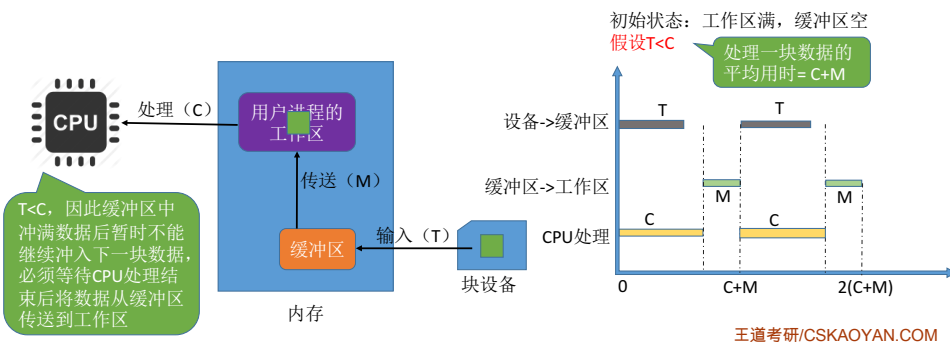 初始状态：工作区满，缓冲区空
假设T<C
处理一块数据的
平均用时= C+M
CPU
处理（C）
用户进程的
工作区
传送（M）
T<C，因此缓冲区中
冲满数据后暂时不能
继续冲入下一块数据，
必须等待CPU处理结
束后将数据从缓冲区
传送到工作区
缓冲区
输入（T）
块设备
内存
设备->缓冲区
T
T
缓冲区->工作区
M
M
CPU处理
C
C
0
C+M
2(C+M)
王道考研/CSKAOYAN.COM